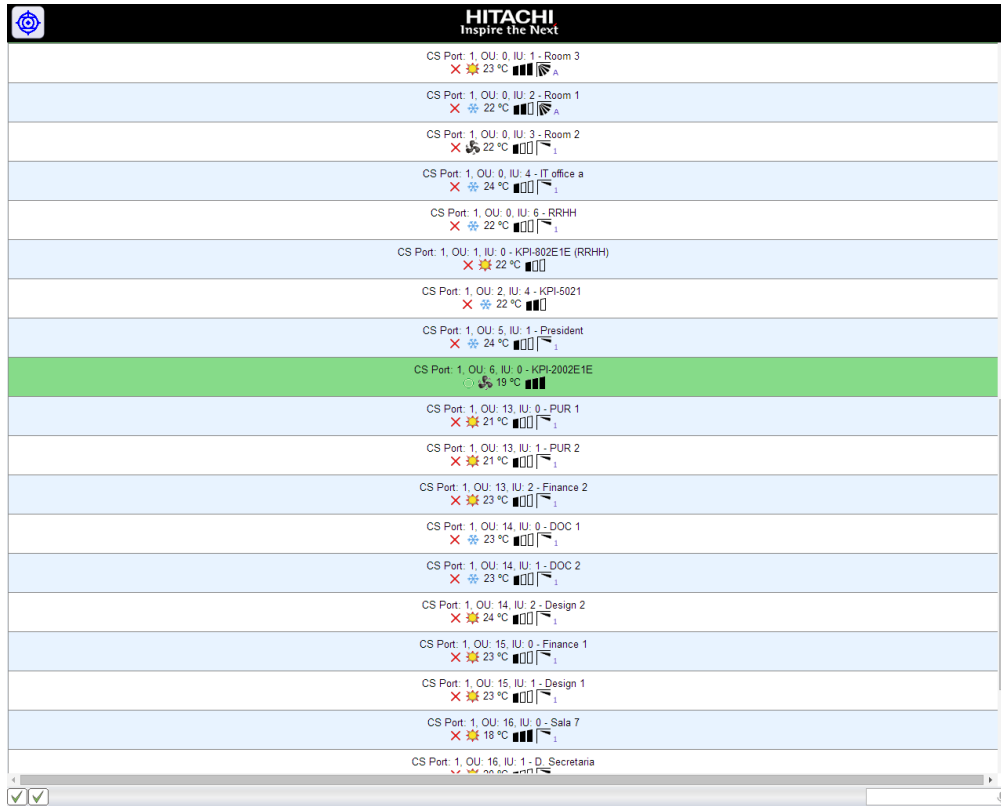 HITACHI
Inspire the Next
CS Port: 1, OU: 0, IU: 1 - Room 3
23 ºC A
CS Port: 1, OU: 0, IU: 2 - Room 1
22 ºC A
CS Port: 1, OU: 0, IU: 3 - Room 2
22 ºC 1
CS Port: 1, OU: 0, IU: 4 - IT office a
24 ºC 1
CS Port: 1, OU: 0, IU: 6 - RRHH
22 ºC 1
CS Port: 1, OU: 1, IU: 0 - KPI-802E1E (RRHH)
22 ºC
CS Port: 1, OU: 2, IU: 4 - KPI-5021
22 ºC
CS Port: 1, OU: 5, IU: 1 - President
24 ºC 1
CS Port: 1, OU: 6, IU: 0 - KPI-2002E1E
19 ºC
CS Port: 1, OU: 13, IU: 0 - PUR 1
21 ºC 1
CS Port: 1, OU: 13, IU: 1 - PUR 2
21 ºC 1
CS Port: 1, OU: 13, IU: 2 - Finance 2
23 ºC 1
CS Port: 1, OU: 14, IU: 0 - DOC 1
23 ºC 1
CS Port: 1, OU: 14, IU: 1 - DOC 2
23 ºC 1
CS Port: 1, OU: 14, IU: 2 - Design 2
24 ºC 1
CS Port: 1, OU: 15, IU: 0 - Finance 1
23 ºC 1
CS Port: 1, OU: 15, IU: 1 - Design 1
23 ºC 1
CS Port: 1, OU: 16, IU: 0 - Sala 7
18 ºC 1
CS Port: 1, OU: 16, IU: 1 - D. Secretaria